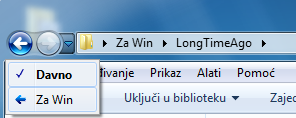 Za Win LongTimeAgo
Davno
Prikaz Alati Pomoć
Za Win
Uključi u biblioteku